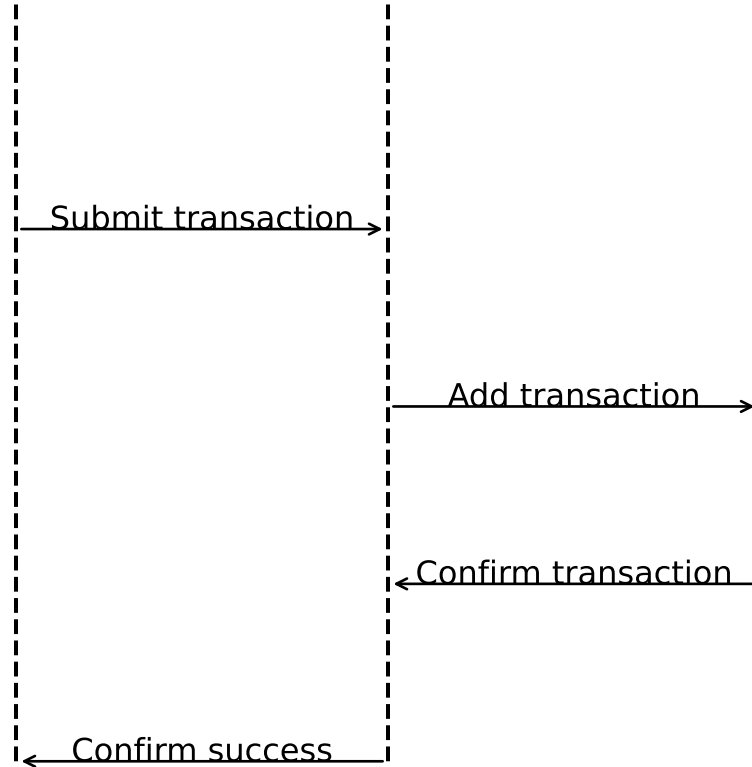 Submit transaction
Add transaction
Confirm transaction
Confirm success